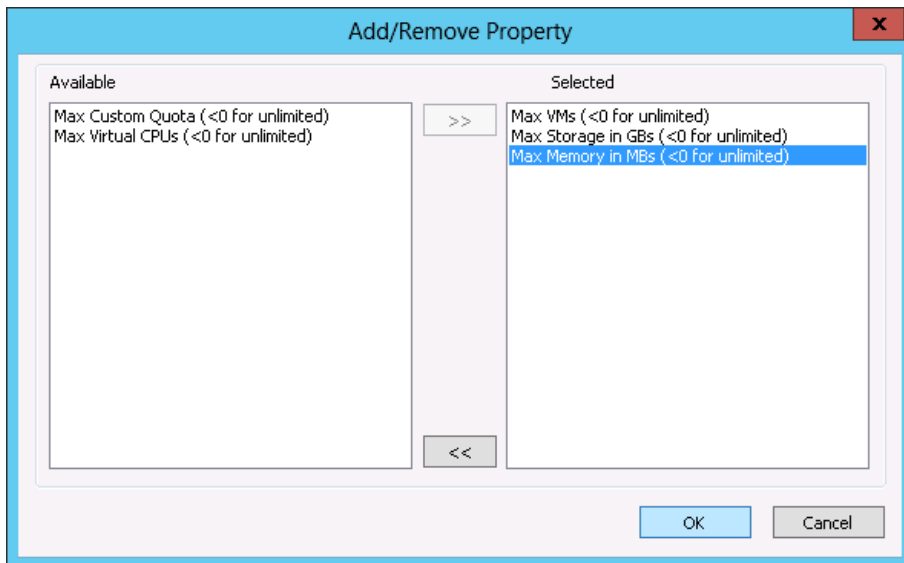 Add/Remove Property
x
Available
Selected
Max Custom Quota (<0 for unlimited)
Max Virtual CPUs (<0 for unlimited)
>>
Max VMs (<0 for unlimited)
Max Storage in GBs (<0 for unlimited)
Max Memory in MBs (<0 for unlimited)
<<
OK
Cancel